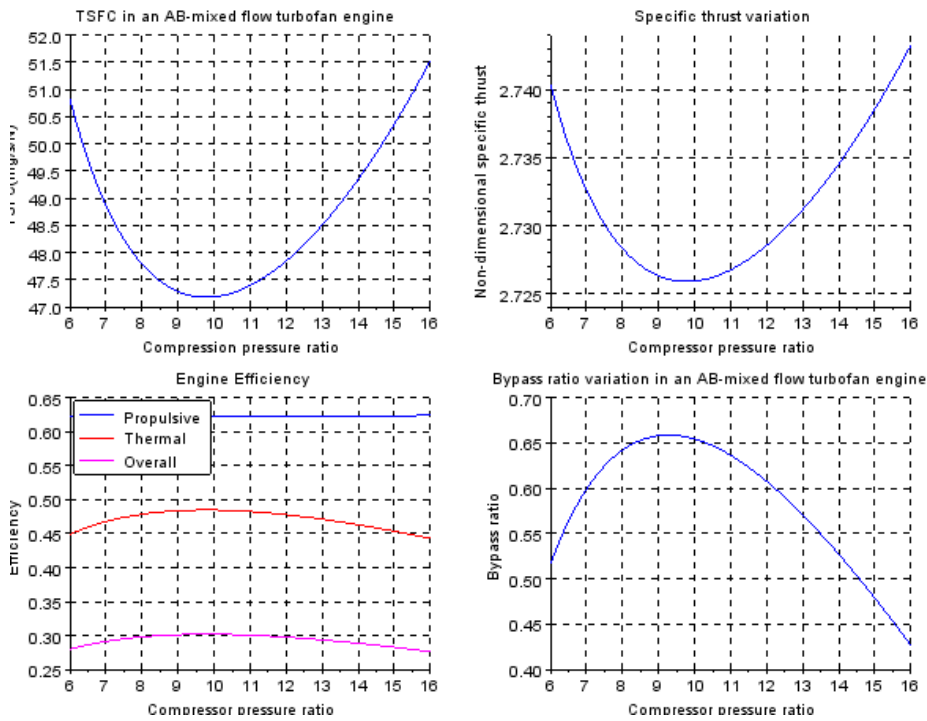 TSFC in an AB-mixed flow turbofan engine
52.0
51.5
51.0
50.5
50.0
49.5
49.0
48.5
48.0
47.5
47.0
6 7 8 9 10 11 12 13 14 15 16
Compression pressure ratio
Specific thrust variation
Non-dimensional specific thrust
2.740
2.735
2.730
2.725
6 7 8 9 10 11 12 13 14 15 16
Compressor pressure ratio
Engine Efficiency
Efficiency
0.65
0.60
0.55
0.50
0.45
0.40
0.35
0.30
0.25
Propulsive
Thermal
Overall
6 7 8 9 10 11 12 13 14 15 16
Compressor pressure ratio
Bypass ratio variation in an AB-mixed flow turbofan engine
Bypass ratio
0.70
0.65
0.60
0.55
0.50
0.45
0.40
6 7 8 9 10 11 12 13 14 15 16
Compressor pressure ratio